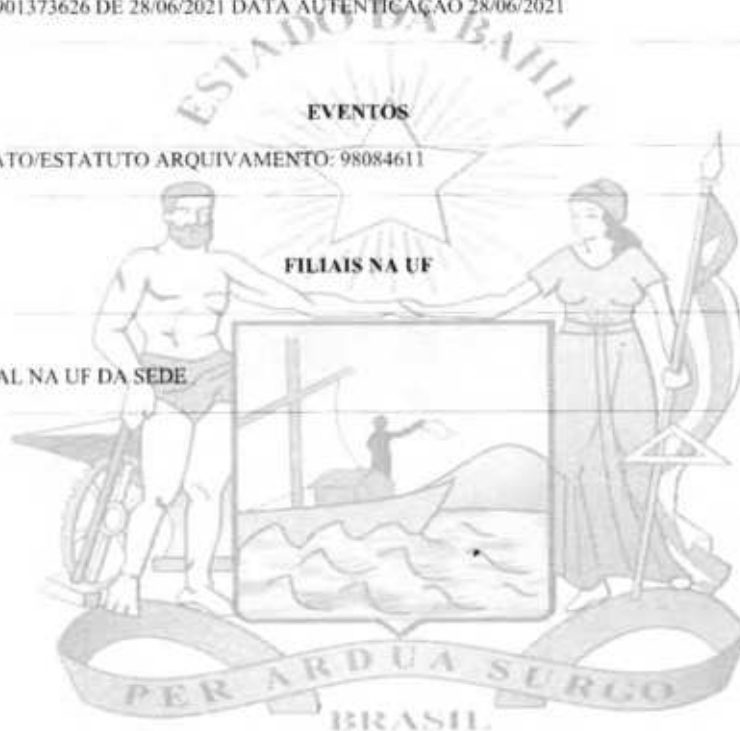 901373626 DE 28/06/2021 DATA AUTENTICAÇÃO 28/06/2021
ESTADO DA BAHIA
EVENTOS
ATO/ESTATUTO ARQUIVAMENTO: 98084611
FILIAIS NA UF
AL NA UF DA SEDE
PER ARDUA SURGO
BRASIL